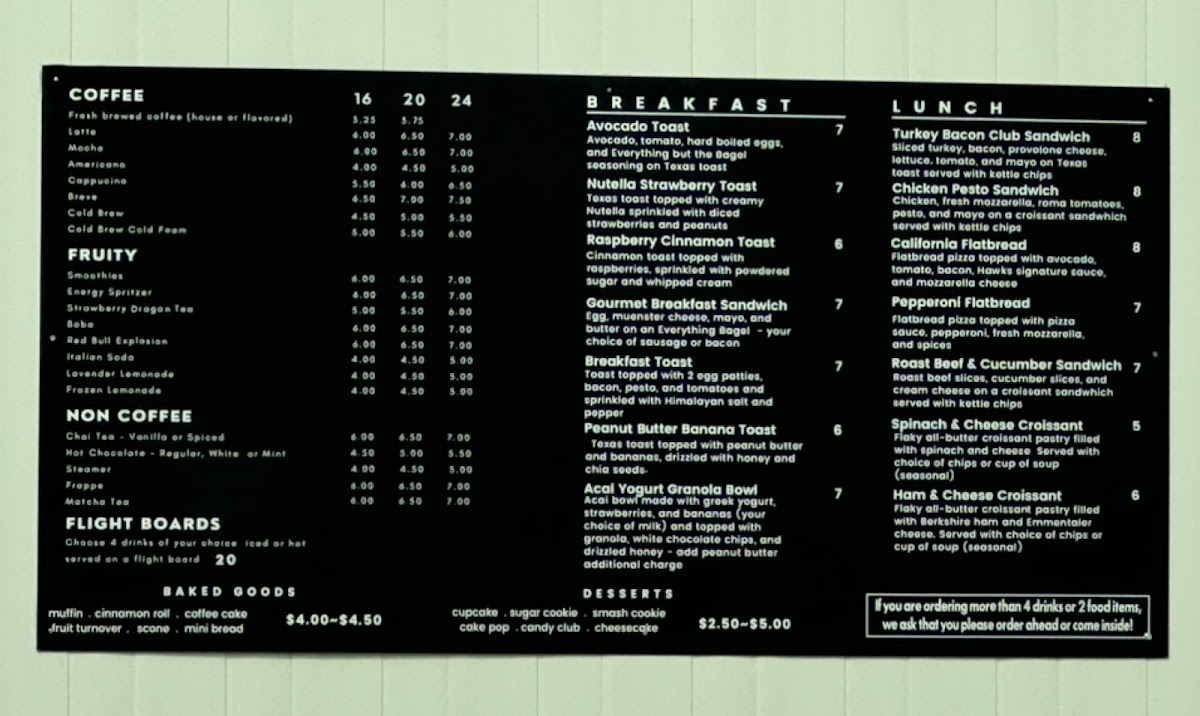 COFFEE 16 20 24
Fresh brewed coffee (house or flavored) 5.25 5.75
Latte 6.00 6.50 7.00
Mocha 6.00 6.50 7.00
Americano 4.00 4.50 5.00
Cappucino 5.50 6.00 6.50
Breve 6.50 7.00 7.50
Cold Brew 4.50 5.00 5.50
Cold Brew Cold Foam 5.00 5.50 6.00
FRUITY
Smoothies 6.00 6.50 7.00
Energy Spritzer 6.00 6.50 7.00
Strawberry Dragon Tea 5.00 5.50 6.00
Boba 6.00 6.50 7.00
Red Bull Explosion 6.00 6.50 7.00
Italian Soda 4.00 4.50 5.00
Lavender Lemonade 4.00 4.50 5.00
Frozen Lemonade 4.00 4.50 5.00
NON COFFEE
Chai Tea - Vanilla or Spiced 6.00 6.50 7.00
Hot Chocolate - Regular, White or Mint 4.50 5.00 5.50
Steamer 4.00 4.50 5.00
Frappe 6.00 6.50 7.00
Matcha Tea 6.00 6.50 7.00
FLIGHT BOARDS
Choose 4 drinks of your choice iced or hot
served on a flight board 20
BREAKFAST
Avocado Toast 7
Avocado, tomato, hard boiled eggs,
and Everything but the Bagel
seasoning on Texas toast
Nutella Strawberry Toast 7
Texas toast topped with creamy
Nutella sprinkled with diced
strawberries and peanuts
Raspberry Cinnamon Toast 6
Cinnamon toast topped with
raspberries, sprinkled with powdered
sugar and whipped cream
Gourmet Breakfast Sandwich 7
Egg, muenster cheese, mayo, and
butter on an Everything Bagel - your
choice of sausage or bacon
Breakfast Toast 7
Toast topped with 2 egg patties,
bacon, pesto, and tomatoes and
sprinkled with Himalayan salt and
pepper
Peanut Butter Banana Toast 6
Texas toast topped with peanut butter
and bananas, drizzled with honey and
chia seeds.
Acai Yogurt Granola Bowl 7
Acai bowl made with greek yogurt,
strawberries, and bananas (your
choice of milk) and topped with
granola, white chocolate chips, and
drizzled honey - add peanut butter
additional charge
LUNCH
Turkey Bacon Club Sandwich 8
Sliced turkey, bacon, provolone cheese,
lettuce, tomato, and mayo on Texas
toast served with kettle chips
Chicken Pesto Sandwich 8
Chicken, fresh mozzarella, roma tomatoes,
pesto, and mayo on a croissant sandwhich
served with kettle chips
California Flatbread 8
Flatbread pizza topped with avocado,
tomato, bacon, Hawks signature sauce,
and mozzarella cheese
Pepperoni Flatbread 7
Flatbread pizza topped with pizza
sauce, pepperoni, fresh mozzarella,
and spices
Roast Beef & Cucumber Sandwich 7
Roast beef slices, cucumber slices, and
cream cheese on a croissant sandwhich
served with kettle chips
Spinach & Cheese Croissant 5
Flaky all-butter croissant pastry filled
with spinach and cheese Served with
choice of chips or cup of soup
(seasonal)
Ham & Cheese Croissant 6
Flaky all-butter croissant pastry filled
with Berkshire ham and Emmentaler
cheese. Served with choice of chips or
cup of soup (seasonal)
BAKED GOODS
muffin . cinnamon roll . coffee cake
fruit turnover . scone . mini bread
$4.00~$4.50
DESSERTS
cupcake . sugar cookie . smash cookie
cake pop . candy club . cheesecake
$2.50~$5.00
If you are ordering more than 4 drinks or 2 food items,
we ask that you please order ahead or come inside!